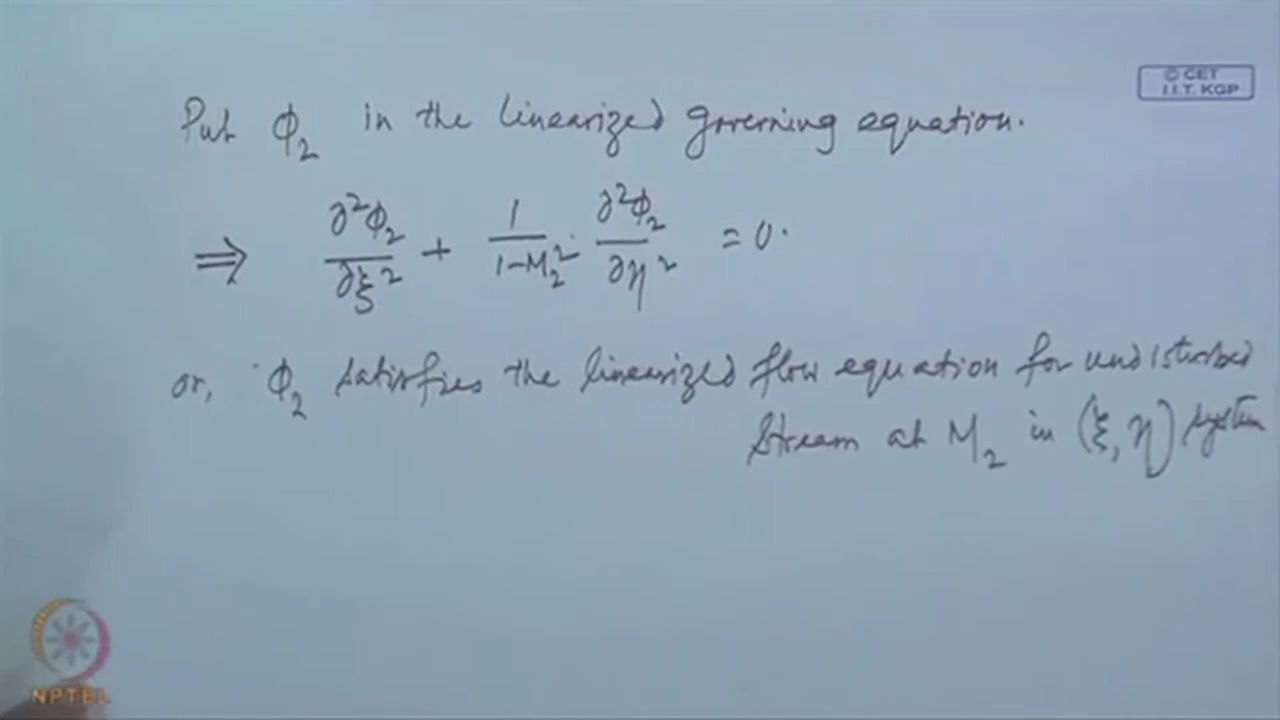 © CET
I.I.T. KGP
Put ϕ₂ in the linearized governing equation.
⇒ ∂²ϕ₂/∂ξ² + 1/(1-M₂²) · ∂²ϕ₂/∂η² = 0.
or, ϕ₂ satisfies the linearized flow equation for undisturbed
stream at M₂ in (ξ, η) system
NPTEL